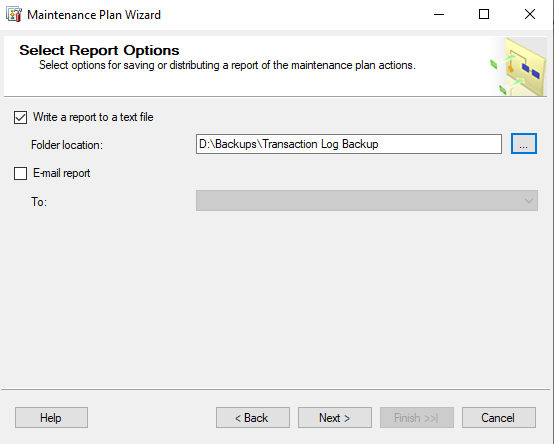 Maintenance Plan Wizard
Select Report Options
Select options for saving or distributing a report of the maintenance plan actions.
Write a report to a text file
Folder location:
D:\Backups\Transaction Log Backup
...
E-mail report
To:
Help
< Back
Next >
Finish >>|
Cancel